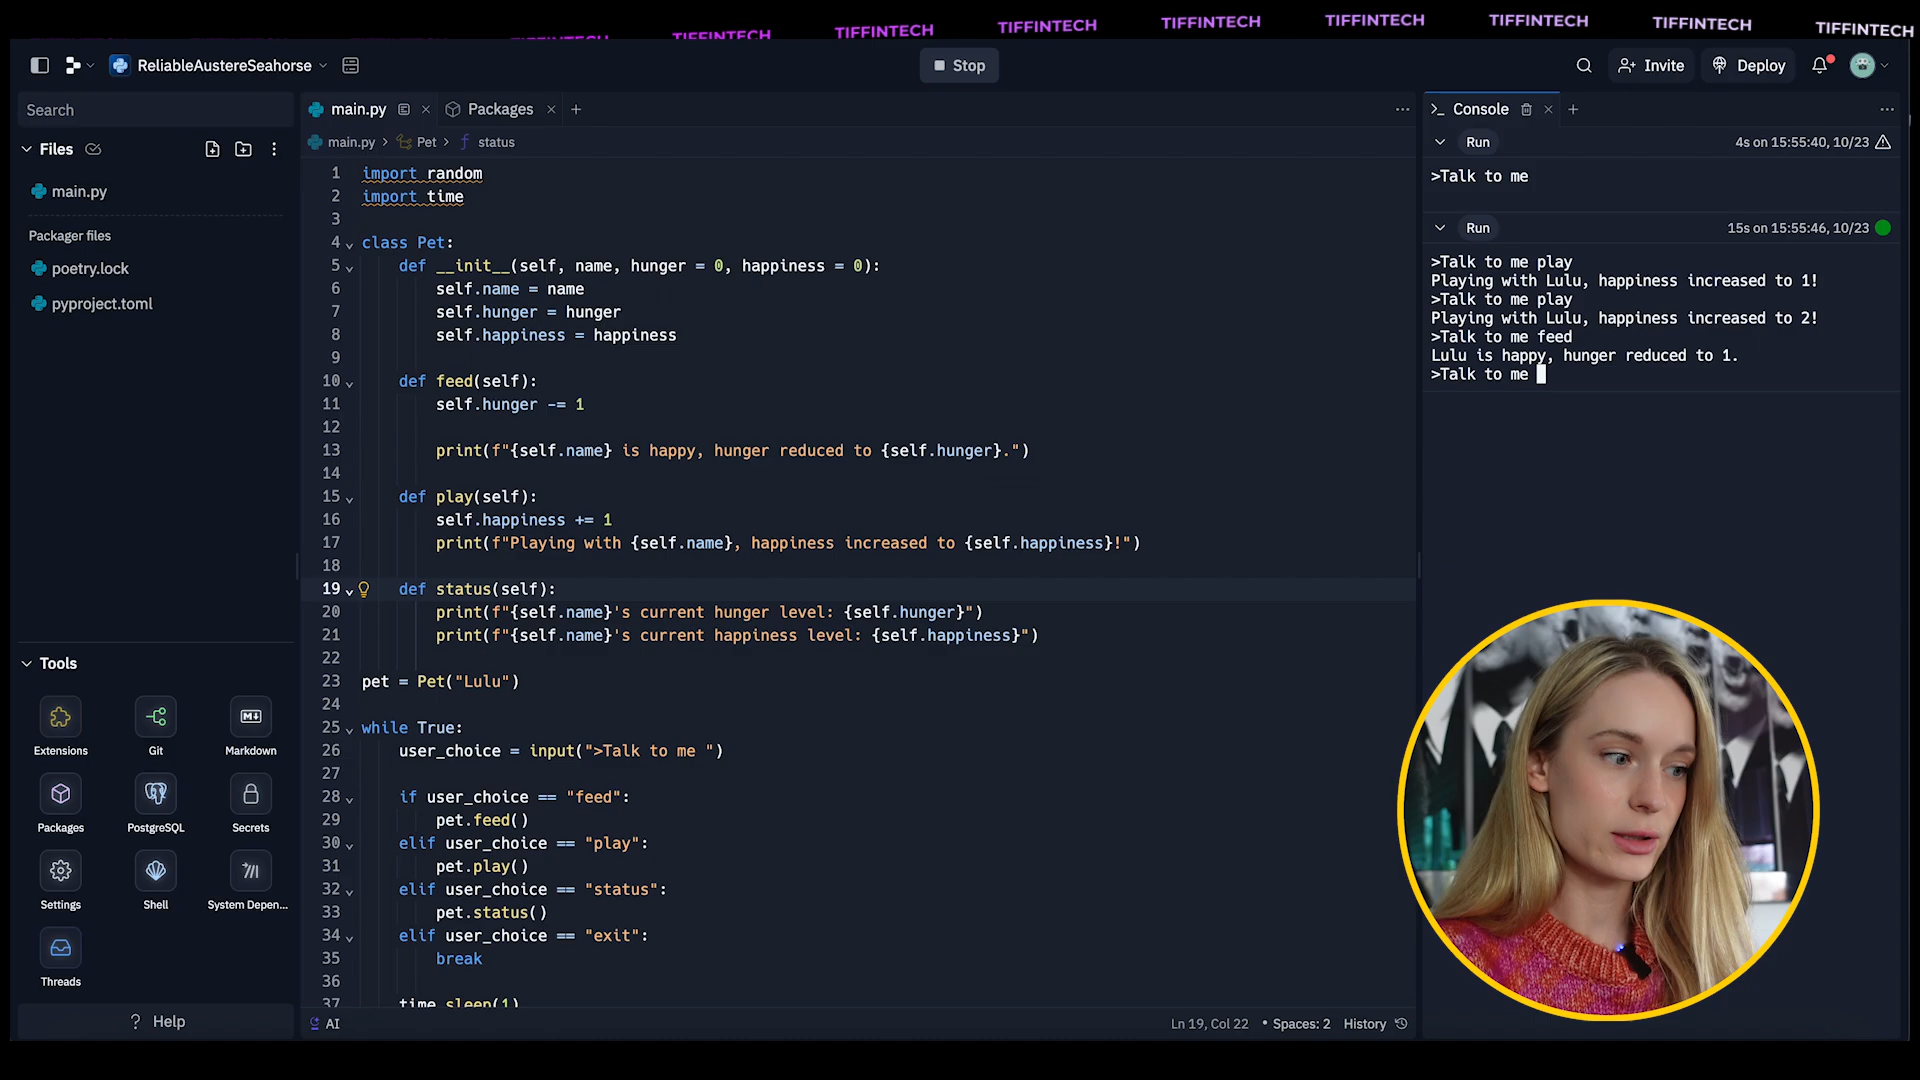 TIFFINTECH TIFFINTECH TIFFINTECH TIFFINTECH TIFFINTECH TIFFINTECH TIFFINTECH TIFFINTECH
ReliableAustereSeahorse
Stop
Invite
Deploy
Search
Files
main.py
Packager files
poetry.lock
pyproject.toml
Tools
Extensions
Git
Markdown
Packages
PostgreSQL
Secrets
Settings
Shell
System Depen...
Threads
? Help
main.py
Packages
main.py > Pet > f status
1 import random
2 import time
3
4 class Pet:
5 def __init__(self, name, hunger = 0, happiness = 0):
6 self.name = name
7 self.hunger = hunger
8 self.happiness = happiness
9
10 def feed(self):
11 self.hunger -= 1
12
13 print(f"{self.name} is happy, hunger reduced to {self.hunger}.")
14
15 def play(self):
16 self.happiness += 1
17 print(f"Playing with {self.name}, happiness increased to {self.happiness}!")
18
19 def status(self):
20 print(f"{self.name}'s current hunger level: {self.hunger}")
21 print(f"{self.name}'s current happiness level: {self.happiness}")
22
23 pet = Pet("Lulu")
24
25 while True:
26 user_choice = input(">Talk to me ")
27
28 if user_choice == "feed":
29 pet.feed()
30 elif user_choice == "play":
31 pet.play()
32 elif user_choice == "status":
33 pet.status()
34 elif user_choice == "exit":
35 break
36
37 time.sleep(1)
AI
Ln 19, Col 22 • Spaces: 2 History
Console
Run 4s on 15:55:40, 10/23
>Talk to me
Run 15s on 15:55:46, 10/23
>Talk to me play
Playing with Lulu, happiness increased to 1!
>Talk to me play
Playing with Lulu, happiness increased to 2!
>Talk to me feed
Lulu is happy, hunger reduced to 1.
>Talk to me